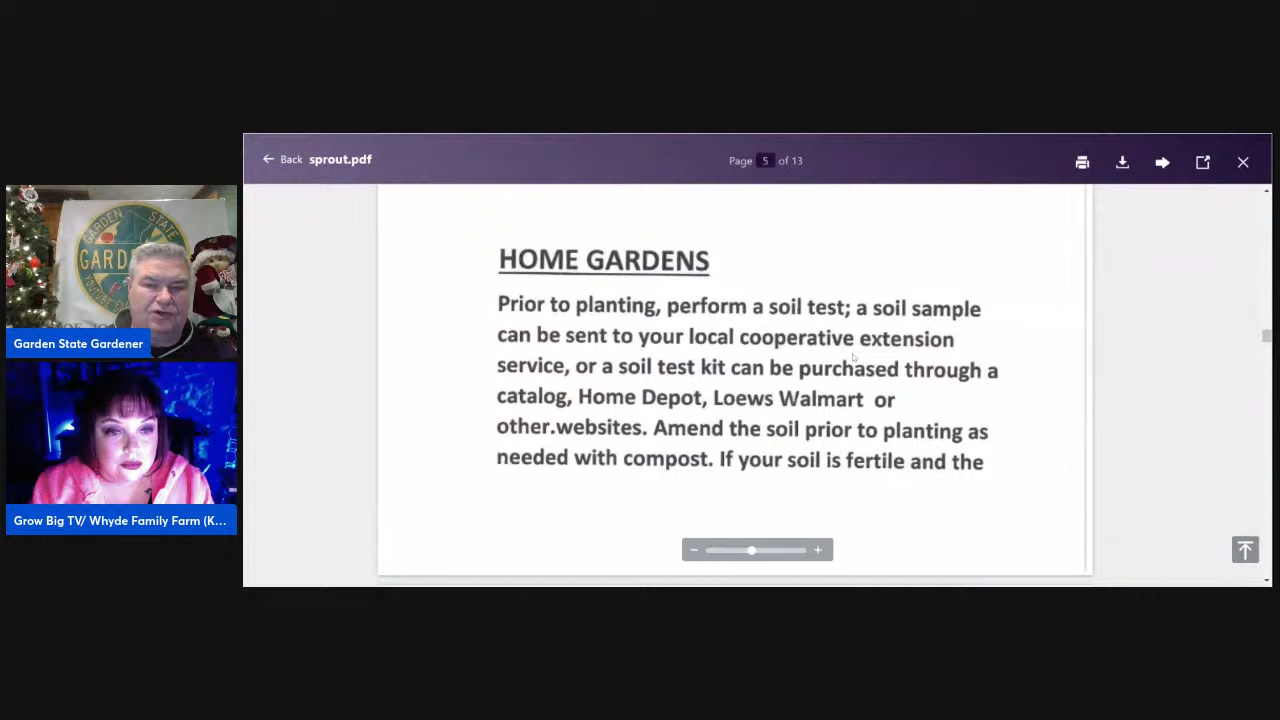 Back sprout.pdf
Page 5 of 13
GARDEN STATE
GARD
Garden State Gardener
Grow Big TV/ Whyde Family Farm (K...
HOME GARDENS
Prior to planting, perform a soil test; a soil sample
can be sent to your local cooperative extension
service, or a soil test kit can be purchased through a
catalog, Home Depot, Loews Walmart or
other.websites. Amend the soil prior to planting as
needed with compost. If your soil is fertile and the